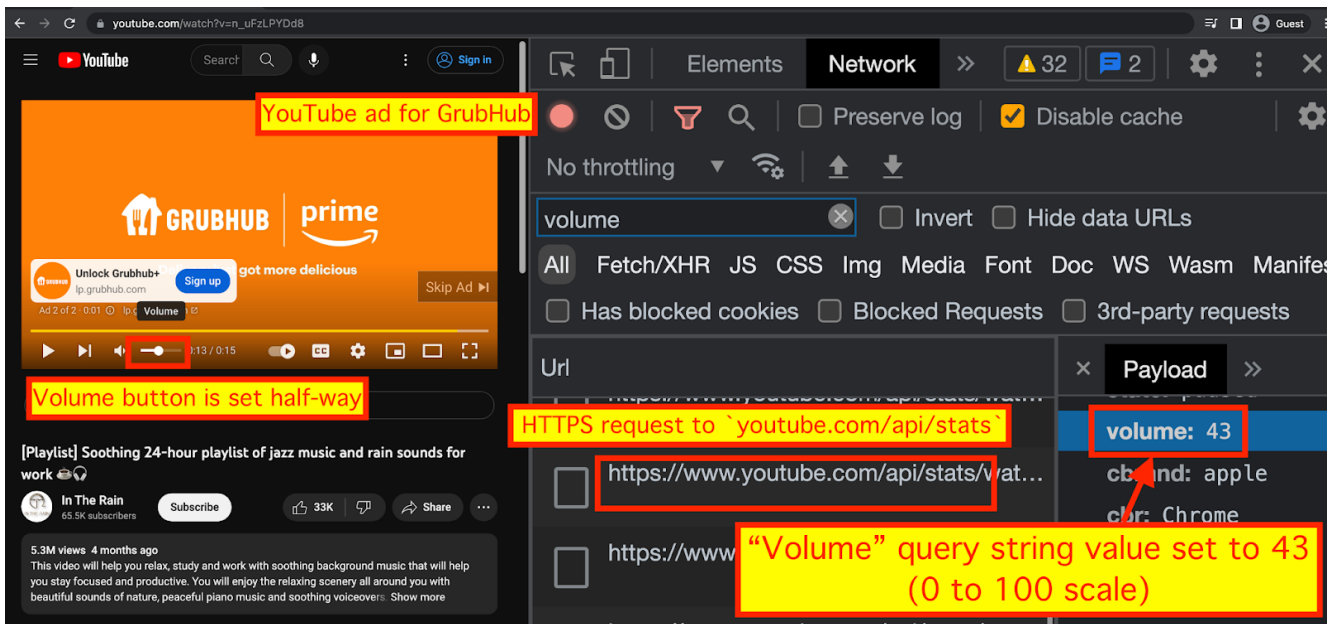 youtube.com/watch?v=n_uFzLPYDd8
Guest
YouTube
Search
Sign in
YouTube ad for GrubHub
GRUBHUB
prime
got more delicious
Unlock Grubhub+
lp.grubhub.com
Sign up
Skip Ad
Ad 2 of 2 · 0:01
Volume
0:13 / 0:15
CC
Volume button is set half-way
[Playlist] Soothing 24-hour playlist of jazz music and rain sounds for
work
In The Rain
65.5K subscribers
Subscribe
33K
Share
5.3M views 4 months ago
This video will help you relax, study and work with soothing background music that will help
you stay focused and productive. You will enjoy the relaxing scenery all around you with
beautiful sounds of nature, peaceful piano music and soothing voiceovers. Show more
Elements
Network
32
2
Preserve log
Disable cache
No throttling
volume
Invert
Hide data URLs
All Fetch/XHR JS CSS Img Media Font Doc WS Wasm Manifes
Has blocked cookies
Blocked Requests
3rd-party requests
Url
Payload
HTTPS request to `youtube.com/api/stats`
volume: 43
https://www.youtube.com/api/stats/wat...
apple
Chrome
https://www
“Volume” query string value set to 43
(0 to 100 scale)